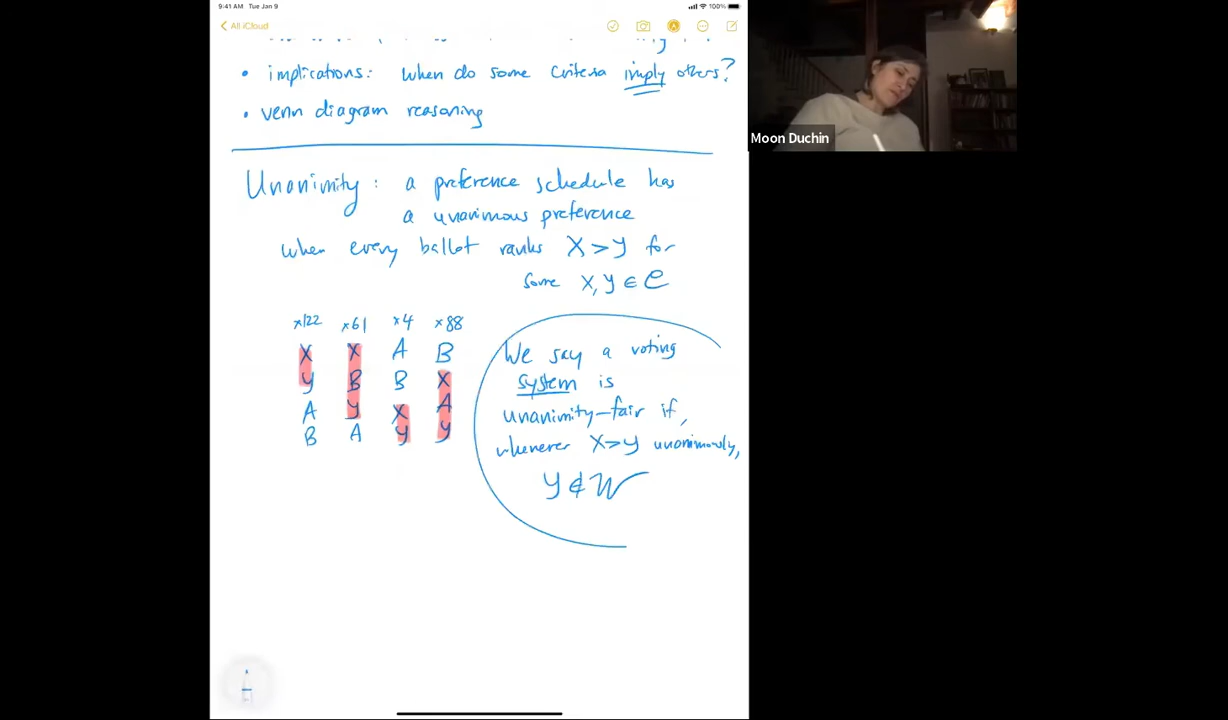 9:41 AM Tue Jan 9
100%
All iCloud
• implications: when do some criteria imply others?
• venn diagram reasoning
Moon Duchin
Unanimity: a preference schedule has
a unanimous preference
when every ballot ranks X > Y for
some X, Y ∈ C
x122 x61 x4 x88
X X A B
Y B B X
A Y X A
B A Y Y
We say a voting
system is
unanimity-fair if,
whenever X>Y unanimously,
Y ∉ W